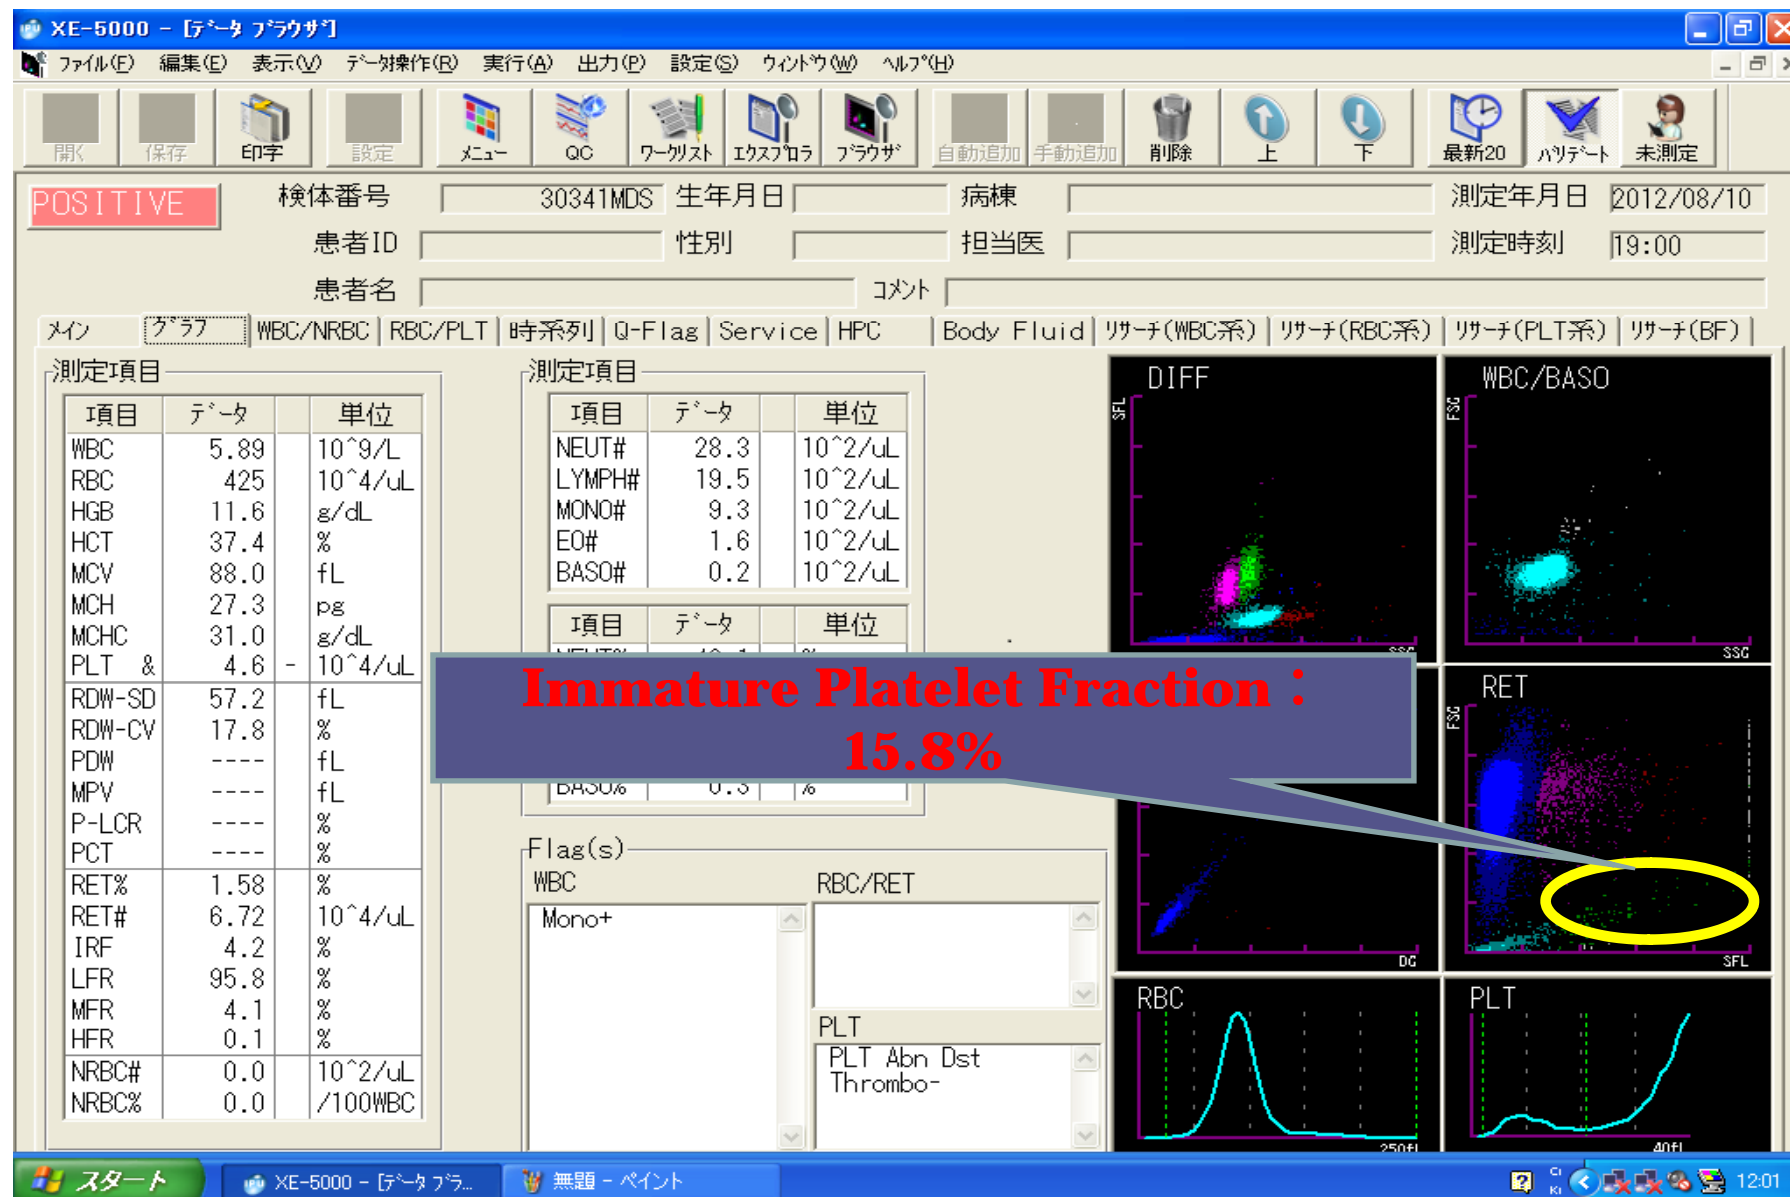 XE-5000 - [ﾃﾞｰﾀ ﾌﾞﾗｳｻﾞ]
ﾌｧｲﾙ(F) 編集(E) 表示(V) ﾃﾞｰﾀ操作(R) 実行(A) 出力(P) 設定(S) ｳｨﾝﾄﾞｳ(W) ﾍﾙﾌﾟ(H)
開く 保存 印字 設定 ﾒﾆｭｰ QC ﾜｰｸﾘｽﾄ ｴｸｽﾌﾟﾛﾗ ﾌﾞﾗｳｻﾞ 自動追加 手動追加 削除 上 下 最新20 ﾊﾞﾘﾃﾞｰﾄ 未測定
POSITIVE 検体番号 30341MDS 生年月日 病棟 測定年月日 2012/08/10
患者ID 性別 担当医 測定時刻 19:00
患者名 ｺﾒﾝﾄ
ﾒｲﾝ ｸﾞﾗﾌ WBC/NRBC RBC/PLT 時系列 Q-Flag Service HPC Body Fluid ﾘｻｰﾁ(WBC系) ﾘｻｰﾁ(RBC系) ﾘｻｰﾁ(PLT系) ﾘｻｰﾁ(BF)
測定項目
項目 ﾃﾞｰﾀ 単位
WBC 5.89 10^9/L
RBC 425 10^4/uL
HGB 11.6 g/dL
HCT 37.4 %
MCV 88.0 fL
MCH 27.3 pg
MCHC 31.0 g/dL
PLT & 4.6 - 10^4/uL
RDW-SD 57.2 fL
RDW-CV 17.8 %
PDW ---- fL
MPV ---- fL
P-LCR ---- %
PCT ---- %
RET% 1.58 %
RET# 6.72 10^4/uL
IRF 4.2 %
LFR 95.8 %
MFR 4.1 %
HFR 0.1 %
NRBC# 0.0 10^2/uL
NRBC% 0.0 /100WBC
測定項目
項目 ﾃﾞｰﾀ 単位
NEUT# 28.3 10^2/uL
LYMPH# 19.5 10^2/uL
MONO# 9.3 10^2/uL
EO# 1.6 10^2/uL
BASO# 0.2 10^2/uL
項目 ﾃﾞｰﾀ 単位
Immature Platelet Fraction：
15.8%
BASO% 0.3 %
Flag(s)
WBC
Mono+
RBC/RET
PLT
PLT Abn Dst
Thrombo-
DIFF
SFL
SSC
WBC/BASO
FSC
SSC
DC
RET
FSC
SFL
RBC
250fl
PLT
40fl
スタート XE-5000 - [ﾃﾞｰﾀ ﾌﾞﾗ... 無題 - ペイント 12:01